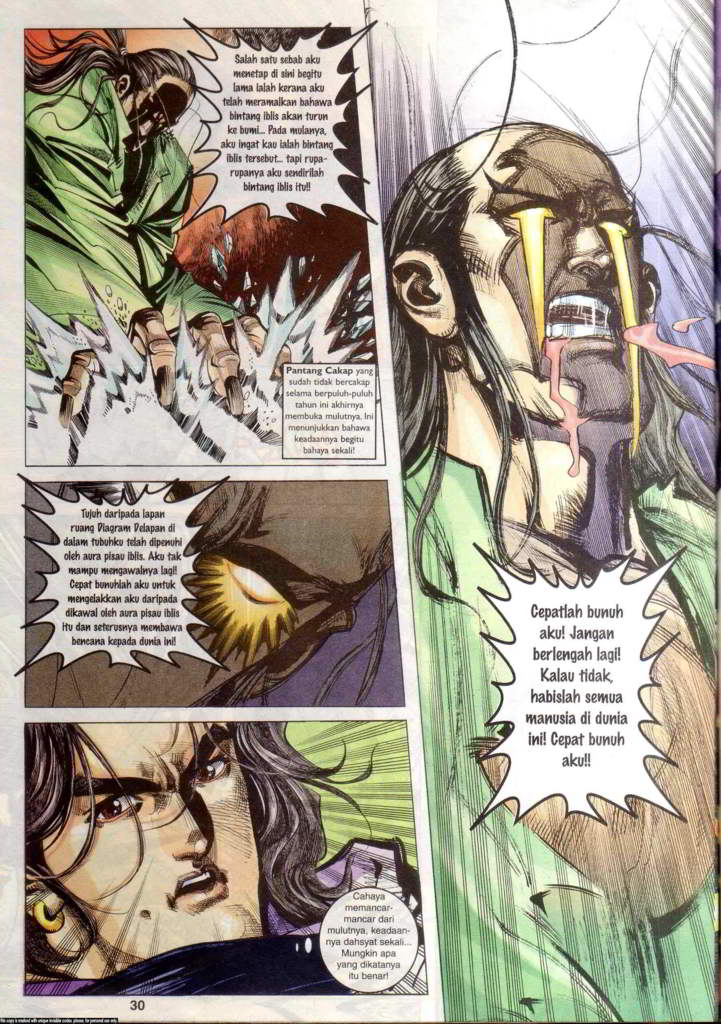 Salah satu sebab aku
menetap di sini begitu
lama ialah kerana aku
telah meramalkan bahawa
bintang iblis akan turun
ke bumi... Pada mulanya,
aku ingat kau ialah bintang
iblis tersebut... tapi rupa-
rupanya aku sendirilah
bintang iblis itu!!
Pantang Cakap yang
sudah tidak bercakap
selama berpuluh-puluh
tahun ini akhirnya
membuka mulutnya. Ini
menunjukkan bahawa
keadaannya begitu
bahaya sekali!
Tujuh daripada lapan
ruang Diagram Delapan di
dalam tubuhku telah dipenuhi
oleh aura pisau iblis. Aku tak
mampu mengawalnya lagi!
Cepat bunuhlah aku untuk
mengelakkan aku daripada
dikawal oleh aura pisau iblis
itu dan seterusnya membawa
bencana kepada dunia ini!
Cepatlah bunuh
aku! Jangan
berlengah lagi!
Kalau tidak,
habislah semua
manusia di dunia
ini! Cepat bunuh
aku!!
Cahaya
memancar-
mancar dari
mulutnya, keadaan-
nya dahsyat sekali...
Mungkin apa
yang dikatanya
itu benar!
30